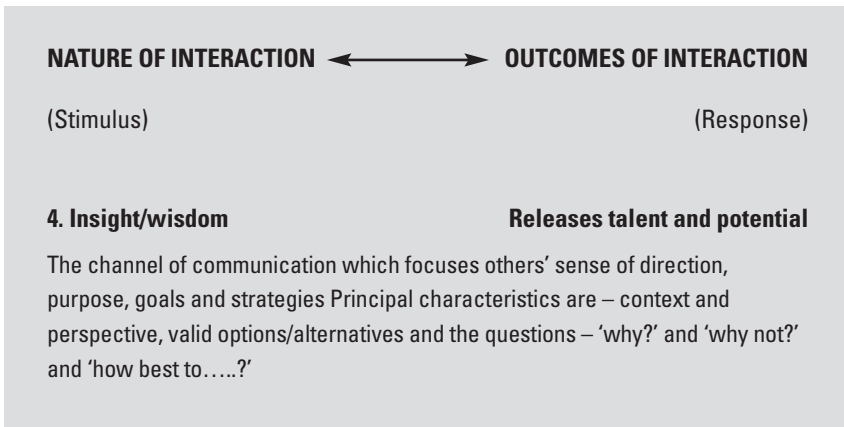 NATURE OF INTERACTION OUTCOMES OF INTERACTION
(Stimulus) (Response)
4. Insight/wisdom Releases talent and potential
The channel of communication which focuses others’ sense of direction,
purpose, goals and strategies Principal characteristics are – context and
perspective, valid options/alternatives and the questions – ‘why?’ and ‘why not?’
and ‘how best to.….?’